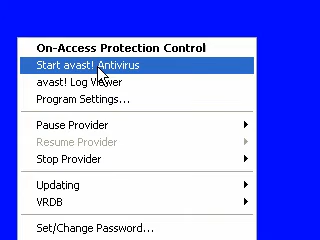 On-Access Protection Control
Start avast! Antivirus
avast! Log Viewer
Program Settings...
Pause Provider
Resume Provider
Stop Provider
Updating
VRDB
Set/Change Password...